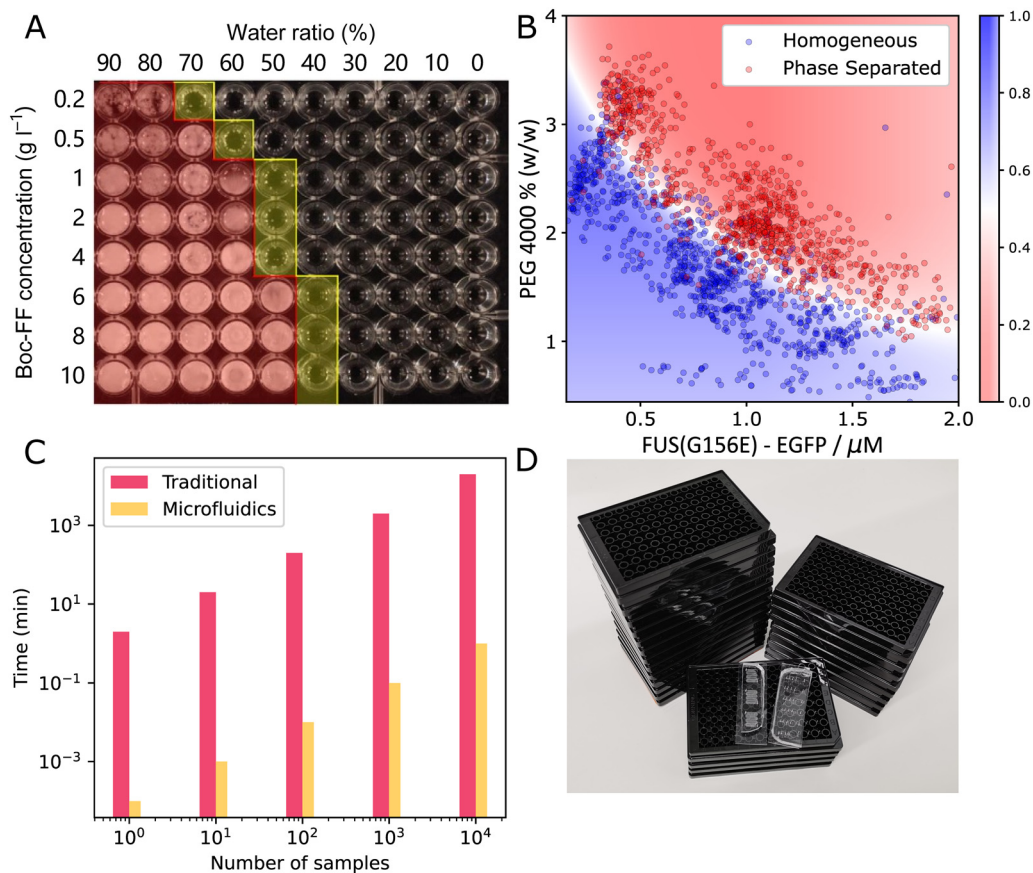 A
Water ratio (%)
90 80 70 60 50 40 30 20 10 0
Boc-FF concentration (g l⁻¹)
0.2
0.5
1
2
4
6
8
10
B
Homogeneous
Phase Separated
PEG 4000 % (w/w)
4
3
2
1
0.5 1.0 1.5 2.0
FUS(G156E) - EGFP / μM
1.0
0.8
0.6
0.4
0.2
0.0
C
Traditional
Microfluidics
Time (min)
10³
10¹
10⁻¹
10⁻³
10⁰ 10¹ 10² 10³ 10⁴
Number of samples
D